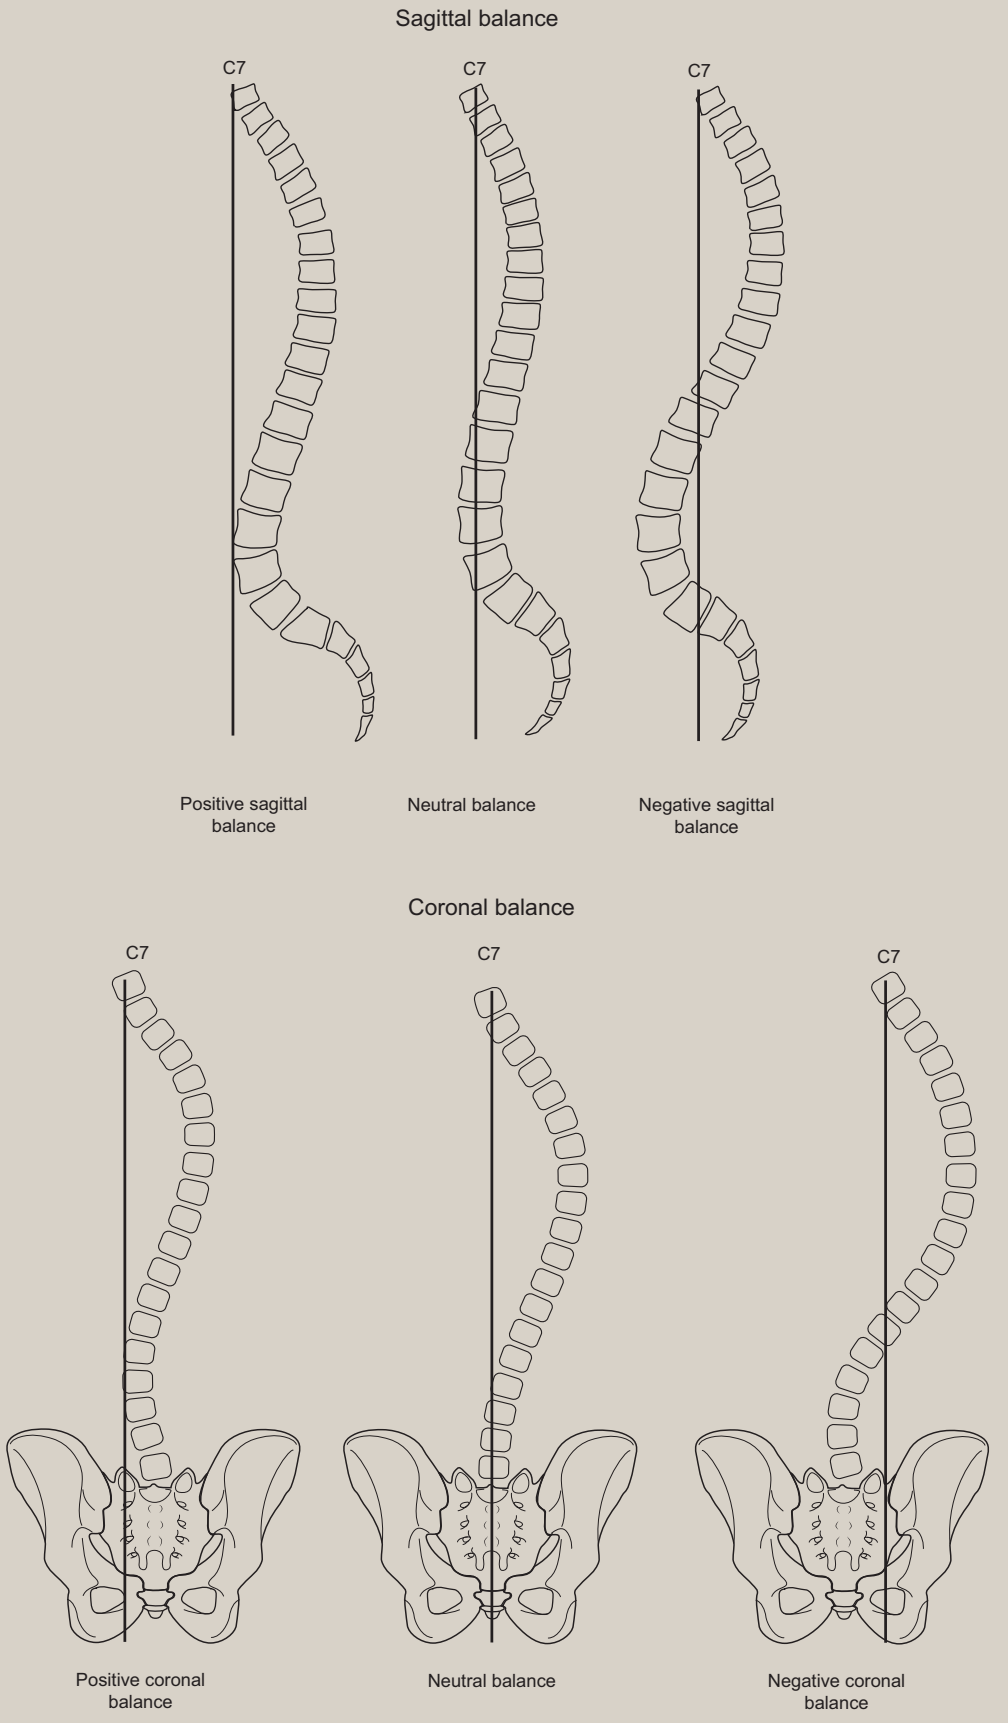 Sagittal balance
C7
C7
C7
Positive sagittal
balance
Neutral balance
Negative sagittal
balance
Coronal balance
C7
C7
C7
Positive coronal
balance
Neutral balance
Negative coronal
balance